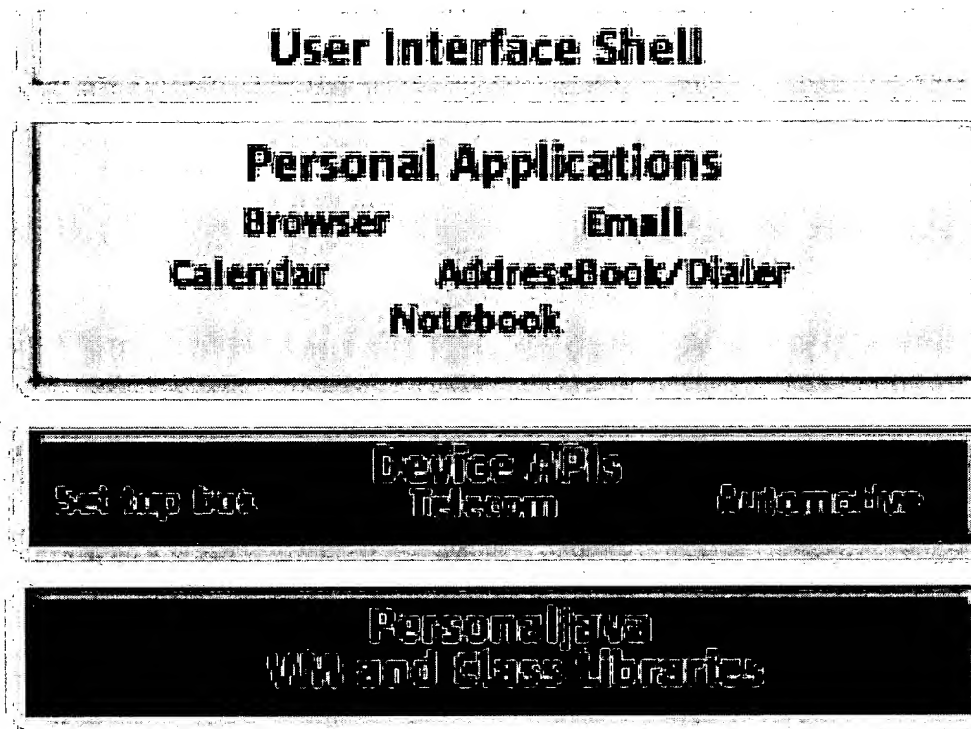 User Interface Shell
Personal Applications
Browser Email
Calendar AddressBook/Dialer
Notebook
Device APIs
Set top box Telecom Automotive
PersonalJava
VM and Class Libraries